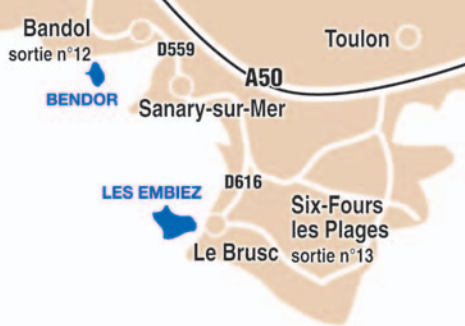 Bandol
sortie n°12
D559
Toulon
A50
BENDOR
Sanary-sur-Mer
D616
LES EMBIEZ
Six-Fours
les Plages
Le Brusc
sortie n°13